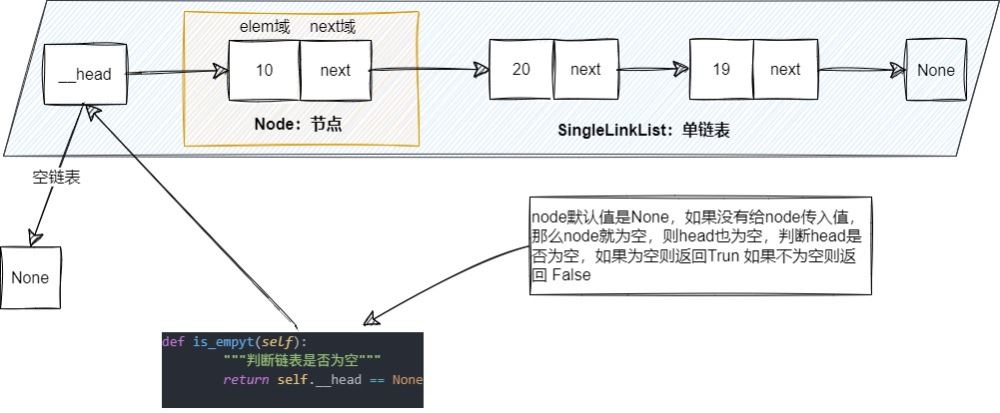 elem域 next域
__head
10 next
20 next
19 next
None
Node：节点
SingleLinkList：单链表
空链表
None
node默认值是None，如果没有给node传入值，
那么node就为空，则head也为空，判断head是
否为空，如果为空则返回Trun 如果不为空则返
回 False
def is_empyt(self):
"""判断链表是否为空"""
return self.__head == None